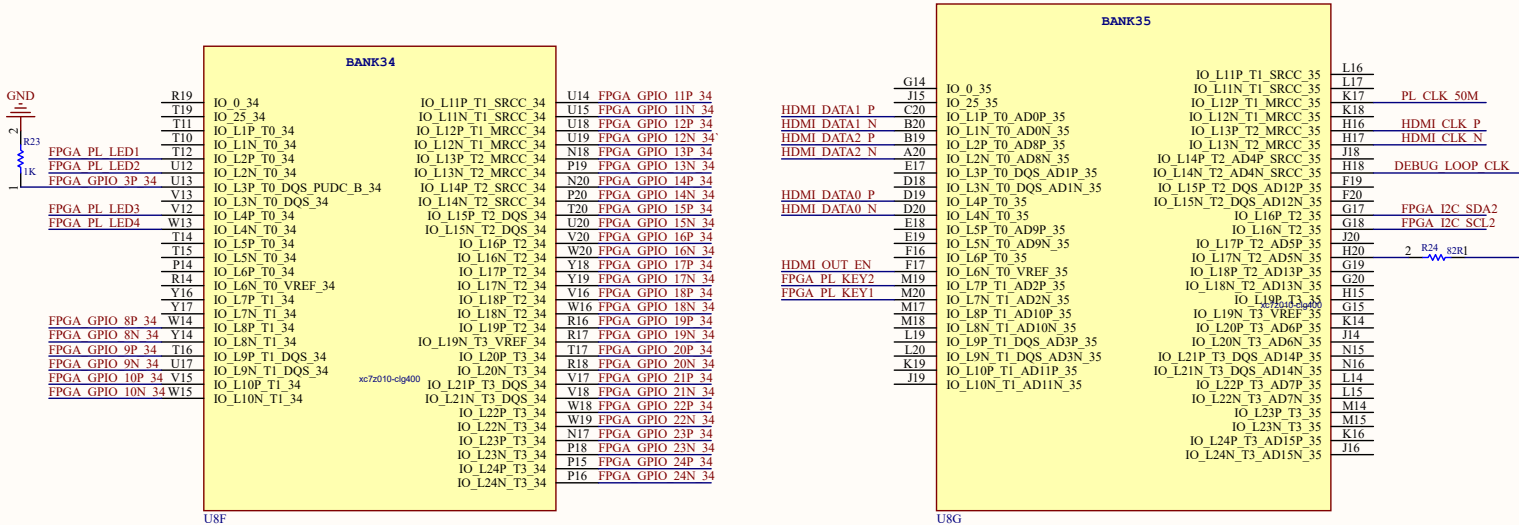 BANK34
GND
2
R23
1K
1
R19 IO_0_34
T19 IO_25_34
T11 IO_L1P_T0_34
T10 IO_L1N_T0_34
FPGA_PL_LED1 T12 IO_L2P_T0_34
FPGA_PL_LED2 U12 IO_L2N_T0_34
FPGA_GPIO_3P_34 U13 IO_L3P_T0_DQS_PUDC_B_34
V13 IO_L3N_T0_DQS_34
FPGA_PL_LED3 V12 IO_L4P_T0_34
FPGA_PL_LED4 W13 IO_L4N_T0_34
T14 IO_L5P_T0_34
T15 IO_L5N_T0_34
P14 IO_L6P_T0_34
R14 IO_L6N_T0_VREF_34
Y16 IO_L7P_T1_34
Y17 IO_L7N_T1_34
FPGA_GPIO_8P_34 W14 IO_L8P_T1_34
FPGA_GPIO_8N_34 Y14 IO_L8N_T1_34
FPGA_GPIO_9P_34 T16 IO_L9P_T1_DQS_34
FPGA_GPIO_9N_34 U17 IO_L9N_T1_DQS_34
FPGA_GPIO_10P_34 V15 IO_L10P_T1_34
FPGA_GPIO_10N_34 W15 IO_L10N_T1_34
xc7z010-clg400
IO_L11P_T1_SRCC_34 U14 FPGA_GPIO_11P_34
IO_L11N_T1_SRCC_34 U15 FPGA_GPIO_11N_34
IO_L12P_T1_MRCC_34 U18 FPGA_GPIO_12P_34
IO_L12N_T1_MRCC_34 U19 FPGA_GPIO_12N_34
IO_L13P_T2_MRCC_34 N18 FPGA_GPIO_13P_34
IO_L13N_T2_MRCC_34 P19 FPGA_GPIO_13N_34
IO_L14P_T2_SRCC_34 N20 FPGA_GPIO_14P_34
IO_L14N_T2_SRCC_34 P20 FPGA_GPIO_14N_34
IO_L15P_T2_DQS_34 T20 FPGA_GPIO_15P_34
IO_L15N_T2_DQS_34 U20 FPGA_GPIO_15N_34
IO_L16P_T2_34 V20 FPGA_GPIO_16P_34
IO_L16N_T2_34 W20 FPGA_GPIO_16N_34
IO_L17P_T2_34 Y18 FPGA_GPIO_17P_34
IO_L17N_T2_34 Y19 FPGA_GPIO_17N_34
IO_L18P_T2_34 V16 FPGA_GPIO_18P_34
IO_L18N_T2_34 W16 FPGA_GPIO_18N_34
IO_L19P_T2_34 R16 FPGA_GPIO_19P_34
IO_L19N_T3_VREF_34 R17 FPGA_GPIO_19N_34
IO_L20P_T3_34 T17 FPGA_GPIO_20P_34
IO_L20N_T3_34 R18 FPGA_GPIO_20N_34
IO_L21P_T3_DQS_34 V17 FPGA_GPIO_21P_34
IO_L21N_T3_DQS_34 V18 FPGA_GPIO_21N_34
IO_L22P_T3_34 W18 FPGA_GPIO_22P_34
IO_L22N_T3_34 W19 FPGA_GPIO_22N_34
IO_L23P_T3_34 N17 FPGA_GPIO_23P_34
IO_L23N_T3_34 P18 FPGA_GPIO_23N_34
IO_L24P_T3_34 P15 FPGA_GPIO_24P_34
IO_L24N_T3_34 P16 FPGA_GPIO_24N_34
U8F
BANK35
G14 IO_0_35
J15 IO_25_35
HDMI_DATA1_P C20 IO_L1P_T0_AD0P_35
HDMI_DATA1_N B20 IO_L1N_T0_AD0N_35
HDMI_DATA2_P B19 IO_L2P_T0_AD8P_35
HDMI_DATA2_N A20 IO_L2N_T0_AD8N_35
E17 IO_L3P_T0_DQS_AD1P_35
D18 IO_L3N_T0_DQS_AD1N_35
HDMI_DATA0_P D19 IO_L4P_T0_35
HDMI_DATA0_N D20 IO_L4N_T0_35
E18 IO_L5P_T0_AD9P_35
E19 IO_L5N_T0_AD9N_35
F16 IO_L6P_T0_35
HDMI_OUT_EN F17 IO_L6N_T0_VREF_35
FPGA_PL_KEY2 M19 IO_L7P_T1_AD2P_35
FPGA_PL_KEY1 M20 IO_L7N_T1_AD2N_35
M17 IO_L8P_T1_AD10P_35
M18 IO_L8N_T1_AD10N_35
L19 IO_L9P_T1_DQS_AD3P_35
L20 IO_L9N_T1_DQS_AD3N_35
K19 IO_L10P_T1_AD11P_35
J19 IO_L10N_T1_AD11N_35
IO_L11P_T1_SRCC_35 L16
IO_L11N_T1_SRCC_35 L17
IO_L12P_T1_MRCC_35 K17 PL_CLK_50M
IO_L12N_T1_MRCC_35 K18
IO_L13P_T2_MRCC_35 H16 HDMI_CLK_P
IO_L13N_T2_MRCC_35 H17 HDMI_CLK_N
IO_L14P_T2_AD4P_SRCC_35 J18
IO_L14N_T2_AD4N_SRCC_35 H18 DEBUG_LOOP_CLK
IO_L15P_T2_DQS_AD12P_35 F19
IO_L15N_T2_DQS_AD12N_35 F20
IO_L16P_T2_35 G17 FPGA_I2C_SDA2
IO_L16N_T2_35 G18 FPGA_I2C_SCL2
IO_L17P_T2_AD5P_35 J20
IO_L17N_T2_AD5N_35 H20 2 R24 82R 1
IO_L18P_T2_AD13P_35 G19
IO_L18N_T2_AD13N_35 G20
IO_L19P_T3_35 H15
xc7z010-clg400
IO_L19N_T3_VREF_35 G15
IO_L20P_T3_AD6P_35 K14
IO_L20N_T3_AD6N_35 J14
IO_L21P_T3_DQS_AD14P_35 N15
IO_L21N_T3_DQS_AD14N_35 N16
IO_L22P_T3_AD7P_35 L14
IO_L22N_T3_AD7N_35 L15
IO_L23P_T3_35 M14
IO_L23N_T3_35 M15
IO_L24P_T3_AD15P_35 K16
IO_L24N_T3_AD15N_35 J16
U8G